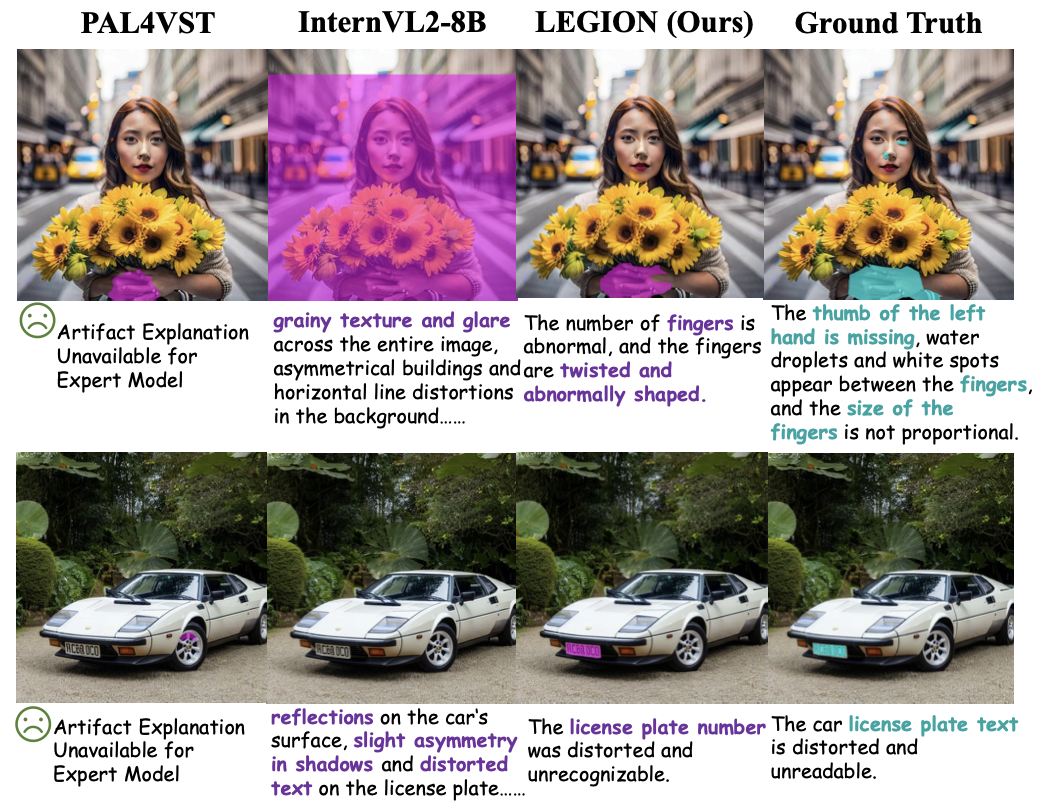 PAL4VST
InternVL2-8B
LEGION (Ours)
Ground Truth
Artifact Explanation
Unavailable for
Expert Model
grainy texture and glare
across the entire image,
asymmetrical buildings and
horizontal line distortions
in the background……
The number of fingers is
abnormal, and the fingers
are twisted and
abnormally shaped.
The thumb of the left
hand is missing, water
droplets and white spots
appear between the fingers,
and the size of the
fingers is not proportional.
Artifact Explanation
Unavailable for
Expert Model
reflections on the car's
surface, slight asymmetry
in shadows and distorted
text on the license plate……
The license plate number
was distorted and
unrecognizable.
The car license plate text
is distorted and
unreadable.